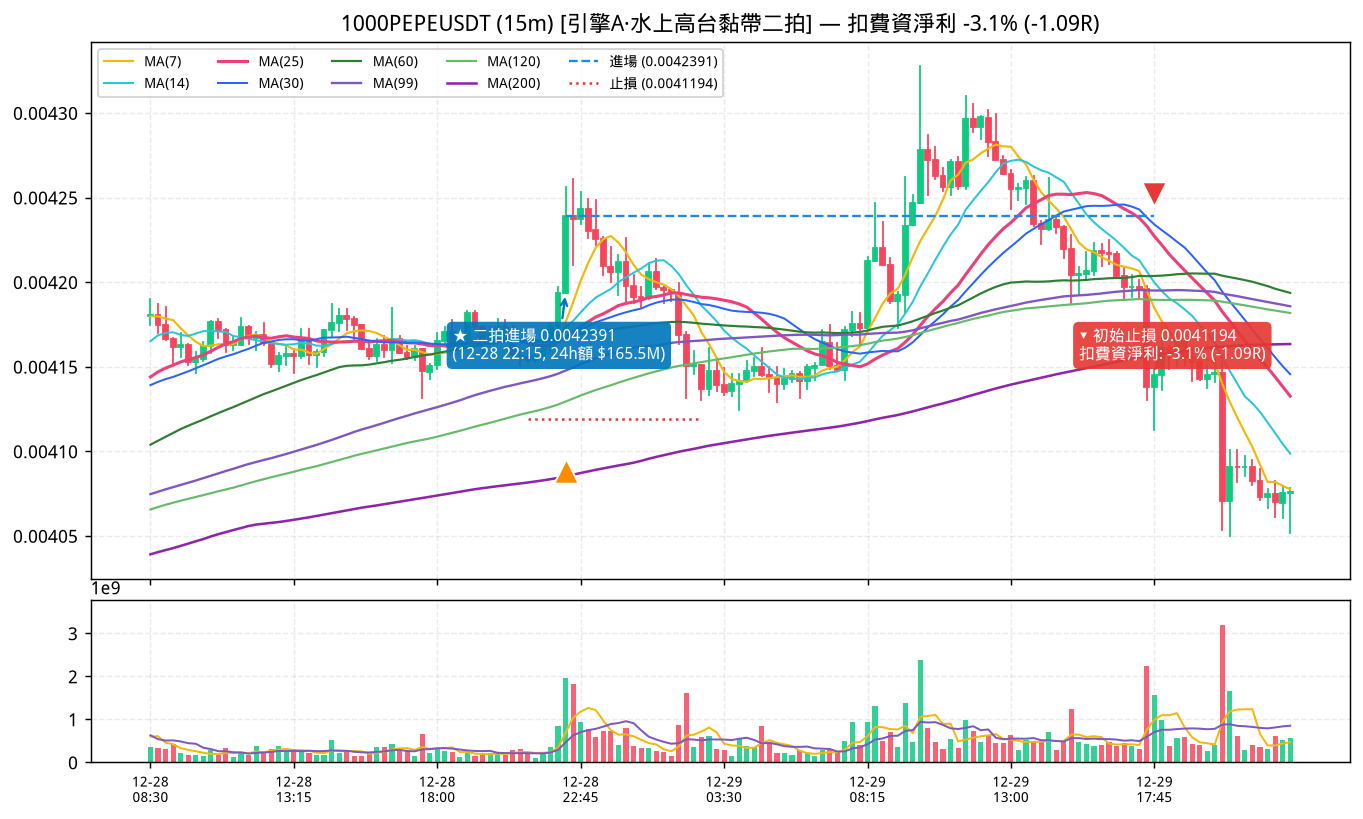 1000PEPEUSDT (15m) [引擎A·水上高台黏帶二拍] — 扣費資淨利 -3.1% (-1.09R)
MA(7)
MA(14)
MA(25)
MA(30)
MA(60)
MA(99)
MA(120)
MA(200)
進場 (0.0042391)
止損 (0.0041194)
0.00430
0.00425
0.00420
0.00415
0.00410
0.00405
★ 二拍進場 0.0042391
(12-28 22:15, 24h額 $165.5M)
▼ 初始止損 0.0041194
扣費資淨利: -3.1% (-1.09R)
1e9
3
2
1
0
12-28
08:30
12-28
13:15
12-28
18:00
12-28
22:45
12-29
03:30
12-29
08:15
12-29
13:00
12-29
17:45